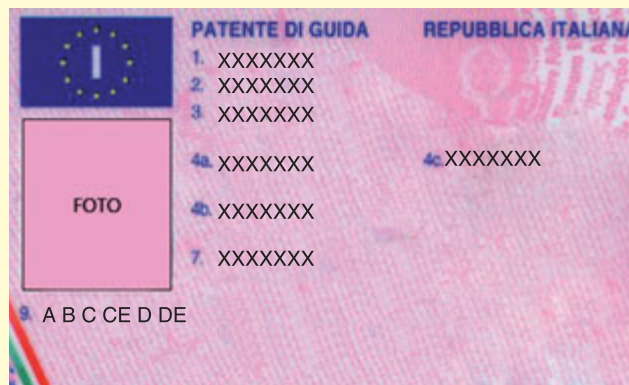 I
PATENTE DI GUIDA REPUBBLICA ITALIANA
1. XXXXXXX
2. XXXXXXX
3. XXXXXXX
4a. XXXXXXX 4c. XXXXXXX
4b. XXXXXXX
7. XXXXXXX
FOTO
9. A B C CE D DE